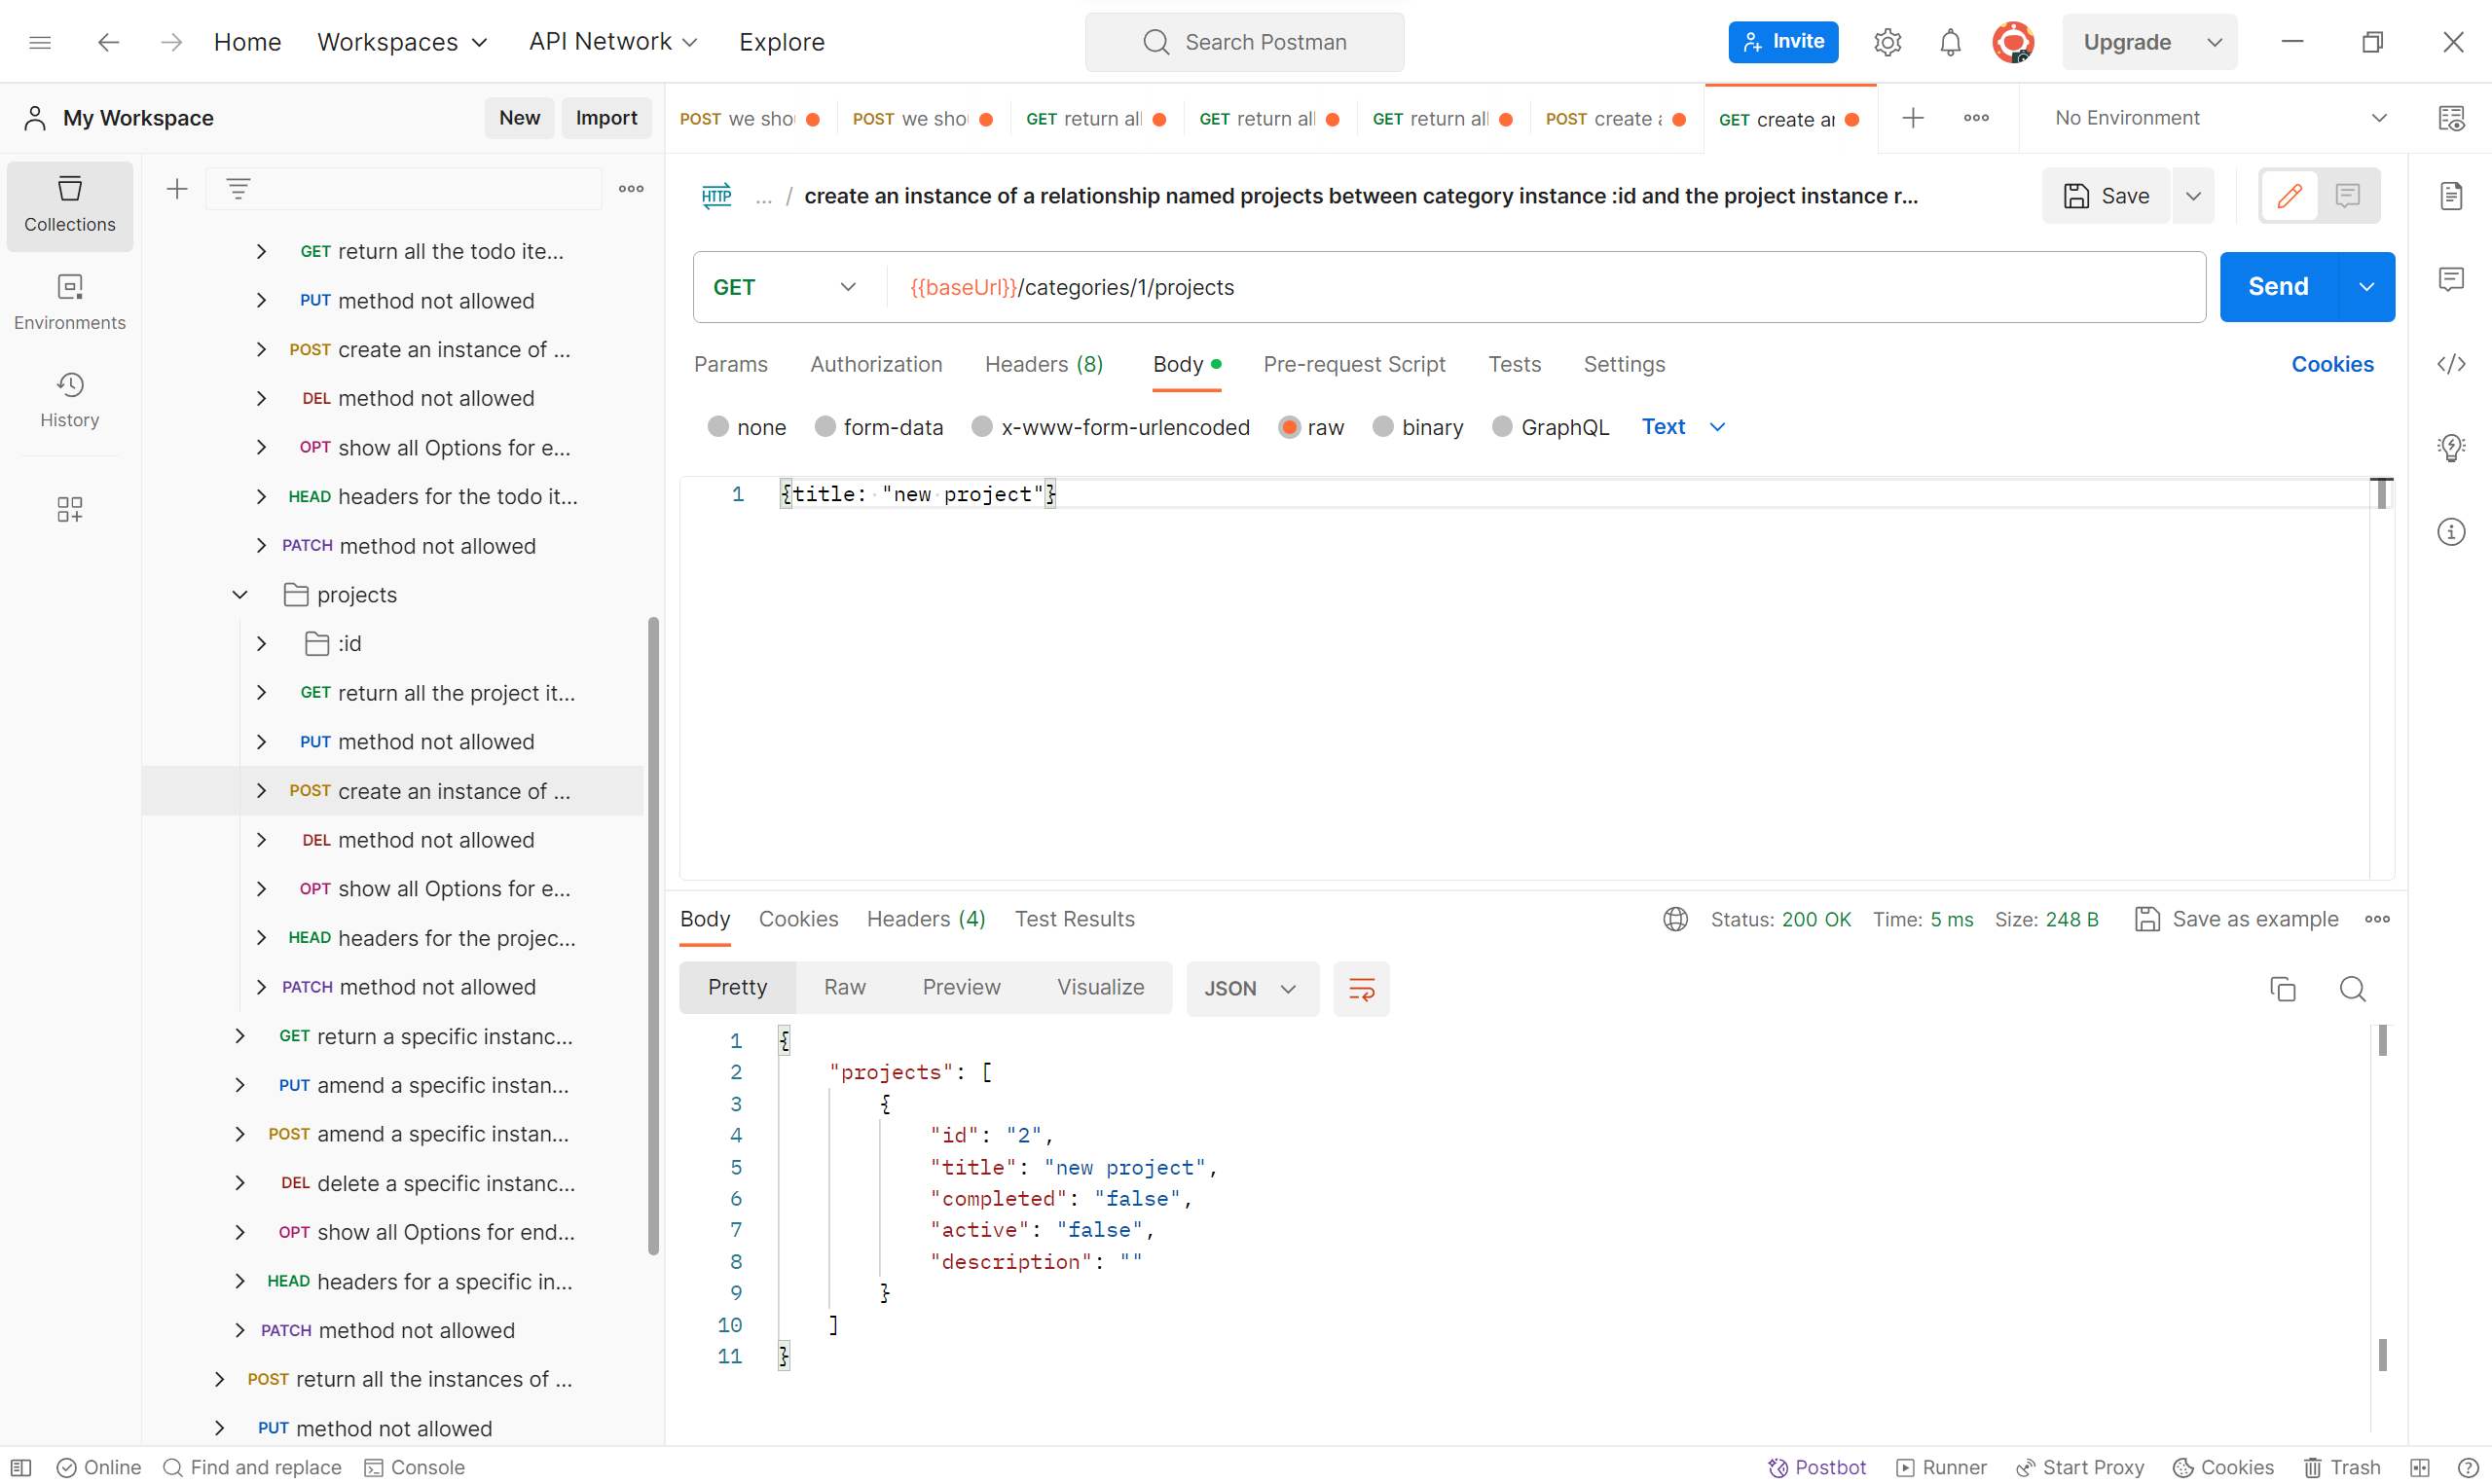 Home Workspaces API Network Explore Search Postman Invite Upgrade
My Workspace New Import
POST we sho POST we sho GET return all GET return all GET return all POST create a GET create ar No Environment
Collections
Environments
History
GET return all the todo ite...
PUT method not allowed
POST create an instance of ...
DEL method not allowed
OPT show all Options for e...
HEAD headers for the todo it...
PATCH method not allowed
projects
:id
GET return all the project it...
PUT method not allowed
POST create an instance of ...
DEL method not allowed
OPT show all Options for e...
HEAD headers for the projec...
PATCH method not allowed
GET return a specific instanc...
PUT amend a specific instan...
POST amend a specific instan...
DEL delete a specific instanc...
OPT show all Options for end...
HEAD headers for a specific in...
PATCH method not allowed
POST return all the instances of ...
PUT method not allowed
HTTP ... / create an instance of a relationship named projects between category instance :id and the project instance r... Save
GET {{baseUrl}}/categories/1/projects Send
Params Authorization Headers (8) Body Pre-request Script Tests Settings Cookies
none form-data x-www-form-urlencoded raw binary GraphQL Text
1 {title: "new project"}
Body Cookies Headers (4) Test Results Status: 200 OK Time: 5 ms Size: 248 B Save as example
Pretty Raw Preview Visualize JSON
1 {
2 "projects": [
3 {
4 "id": "2",
5 "title": "new project",
6 "completed": "false",
7 "active": "false",
8 "description": ""
9 }
10 ]
11 }
Online Find and replace Console Postbot Runner Start Proxy Cookies Trash